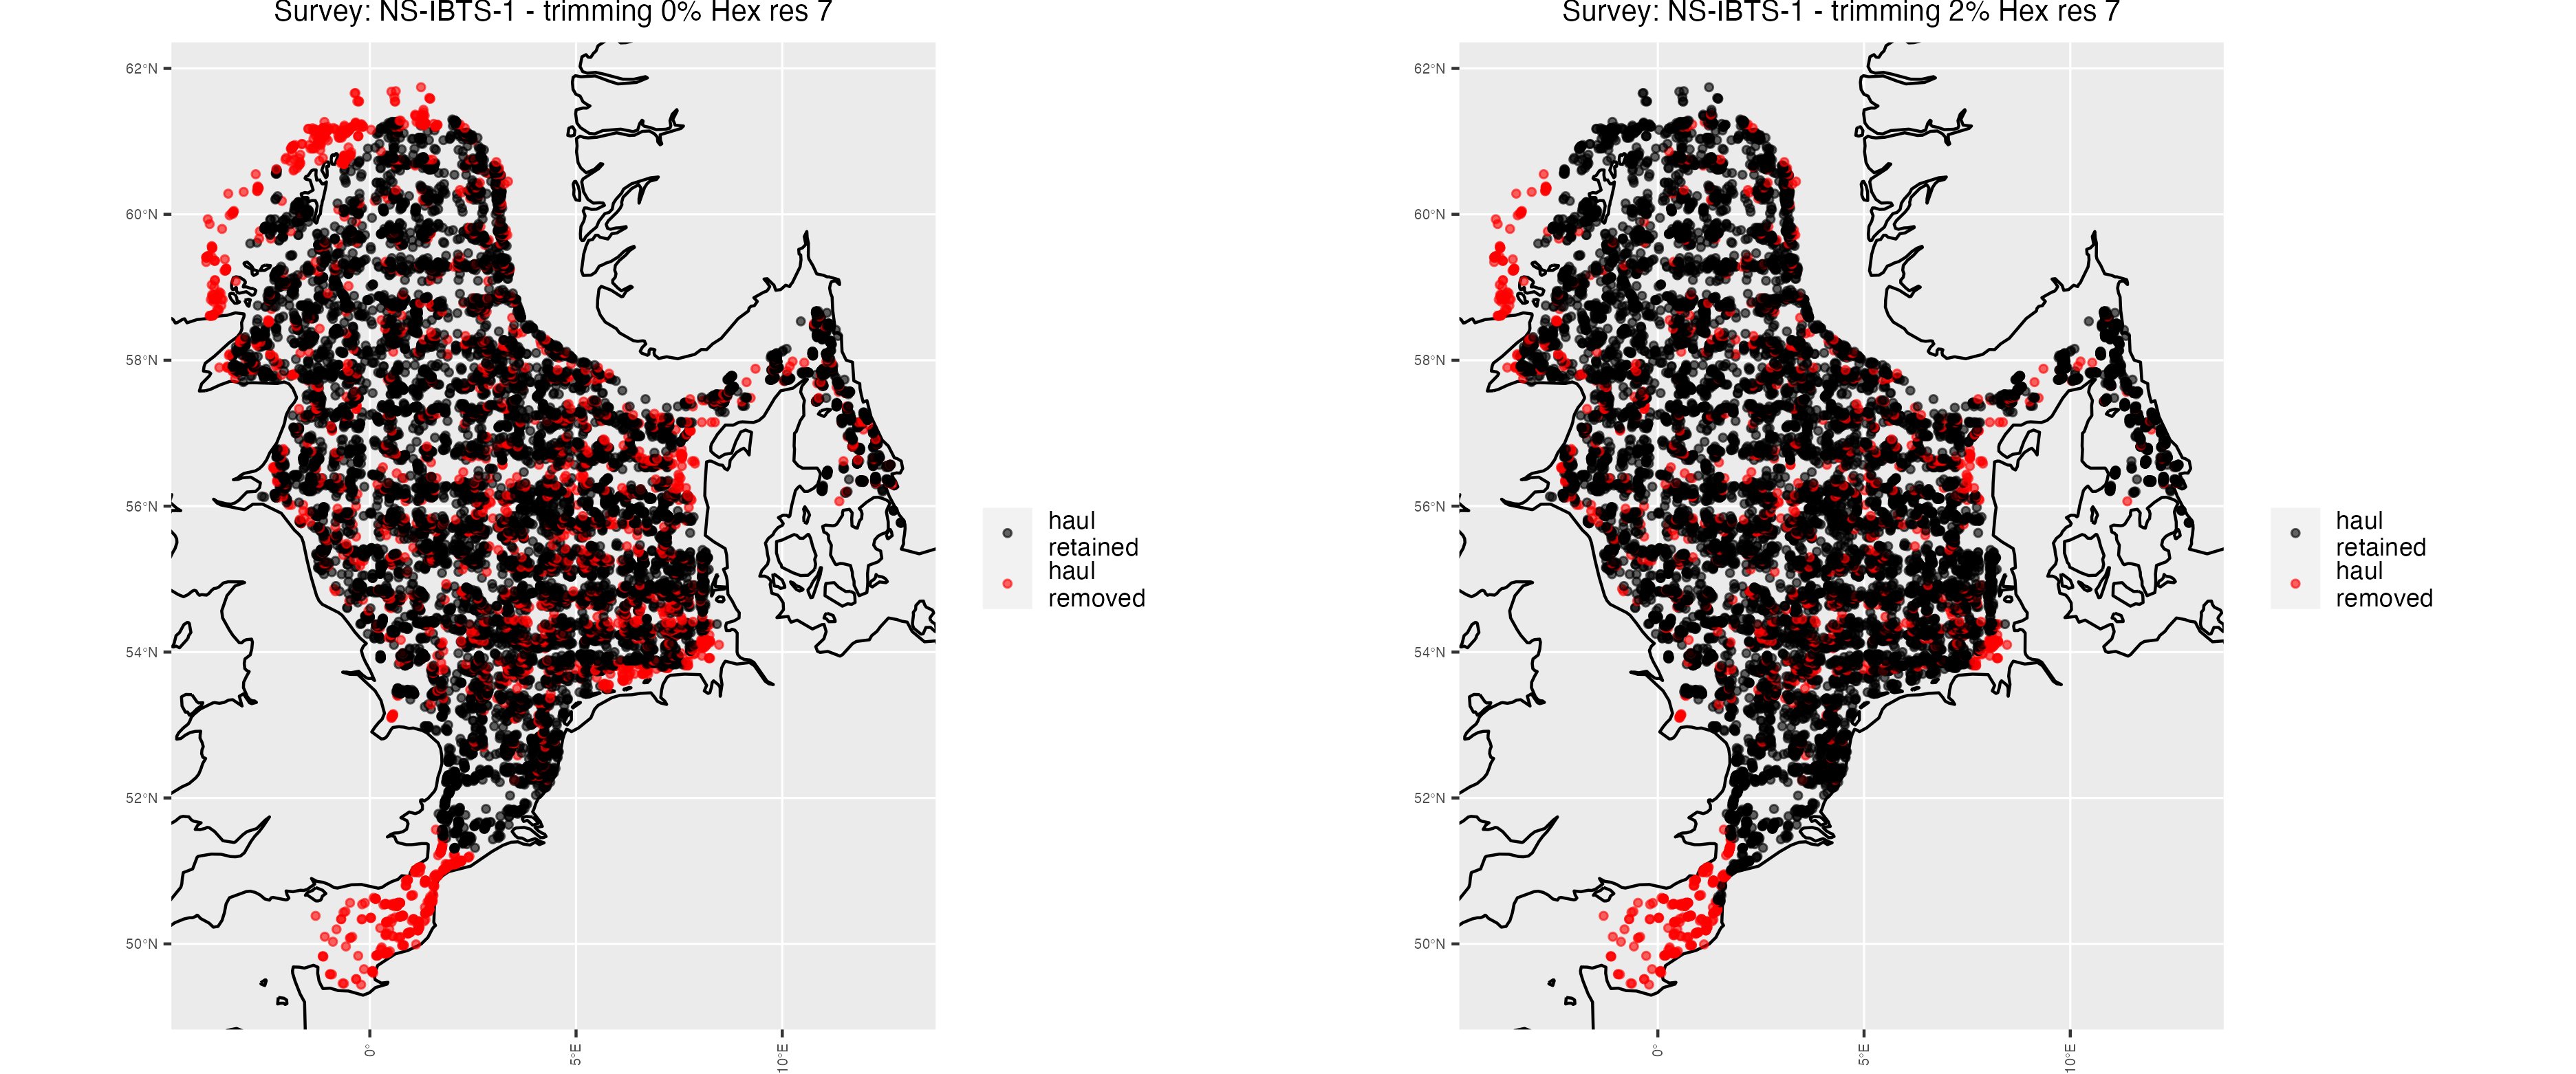 Survey: NS-IBTS-1 - trimming 0% Hex res 7
62°N
60°N
58°N
56°N
54°N
52°N
50°N
0°
5°E
10°E
haul
retained
haul
removed
Survey: NS-IBTS-1 - trimming 2% Hex res 7
62°N
60°N
58°N
56°N
54°N
52°N
50°N
0°
5°E
10°E
haul
retained
haul
removed